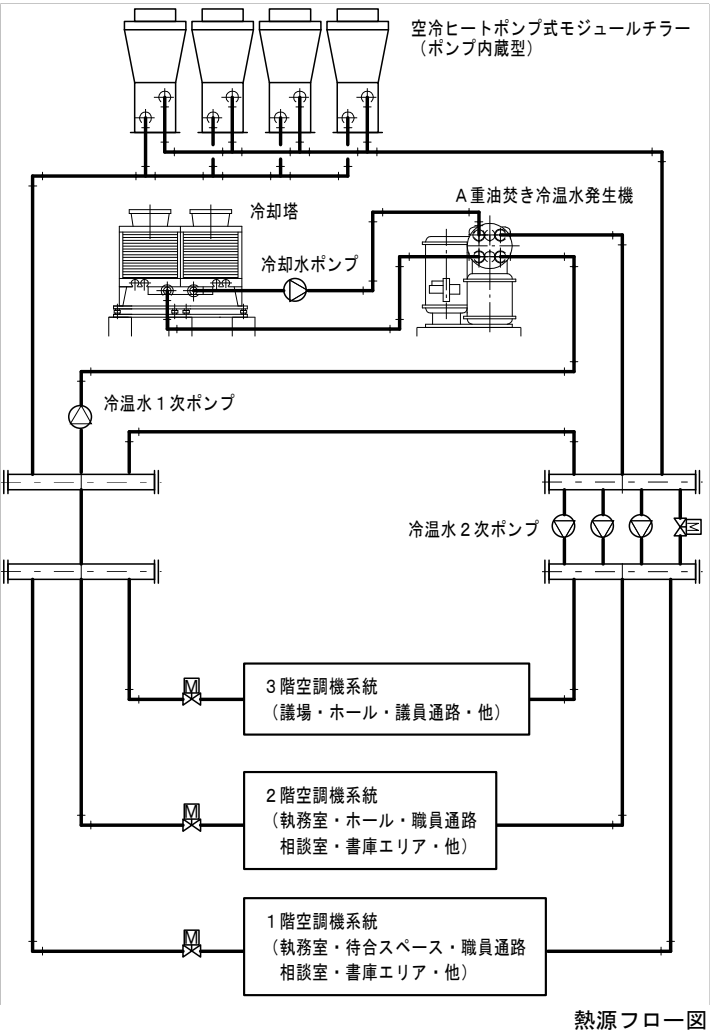 空冷ヒートポンプ式モジュールチラー
（ポンプ内蔵型）
Ａ重油焚き冷温水発生機
冷却塔
冷却水ポンプ
冷温水１次ポンプ
冷温水２次ポンプ
M
M
３階空調機系統
（議場・ホール・議員通路・他）
M
２階空調機系統
（執務室・ホール・職員通路
相談室・書庫エリア・他）
M
１階空調機系統
（執務室・待合スペース・職員通路
相談室・書庫エリア・他）
熱源フロー図